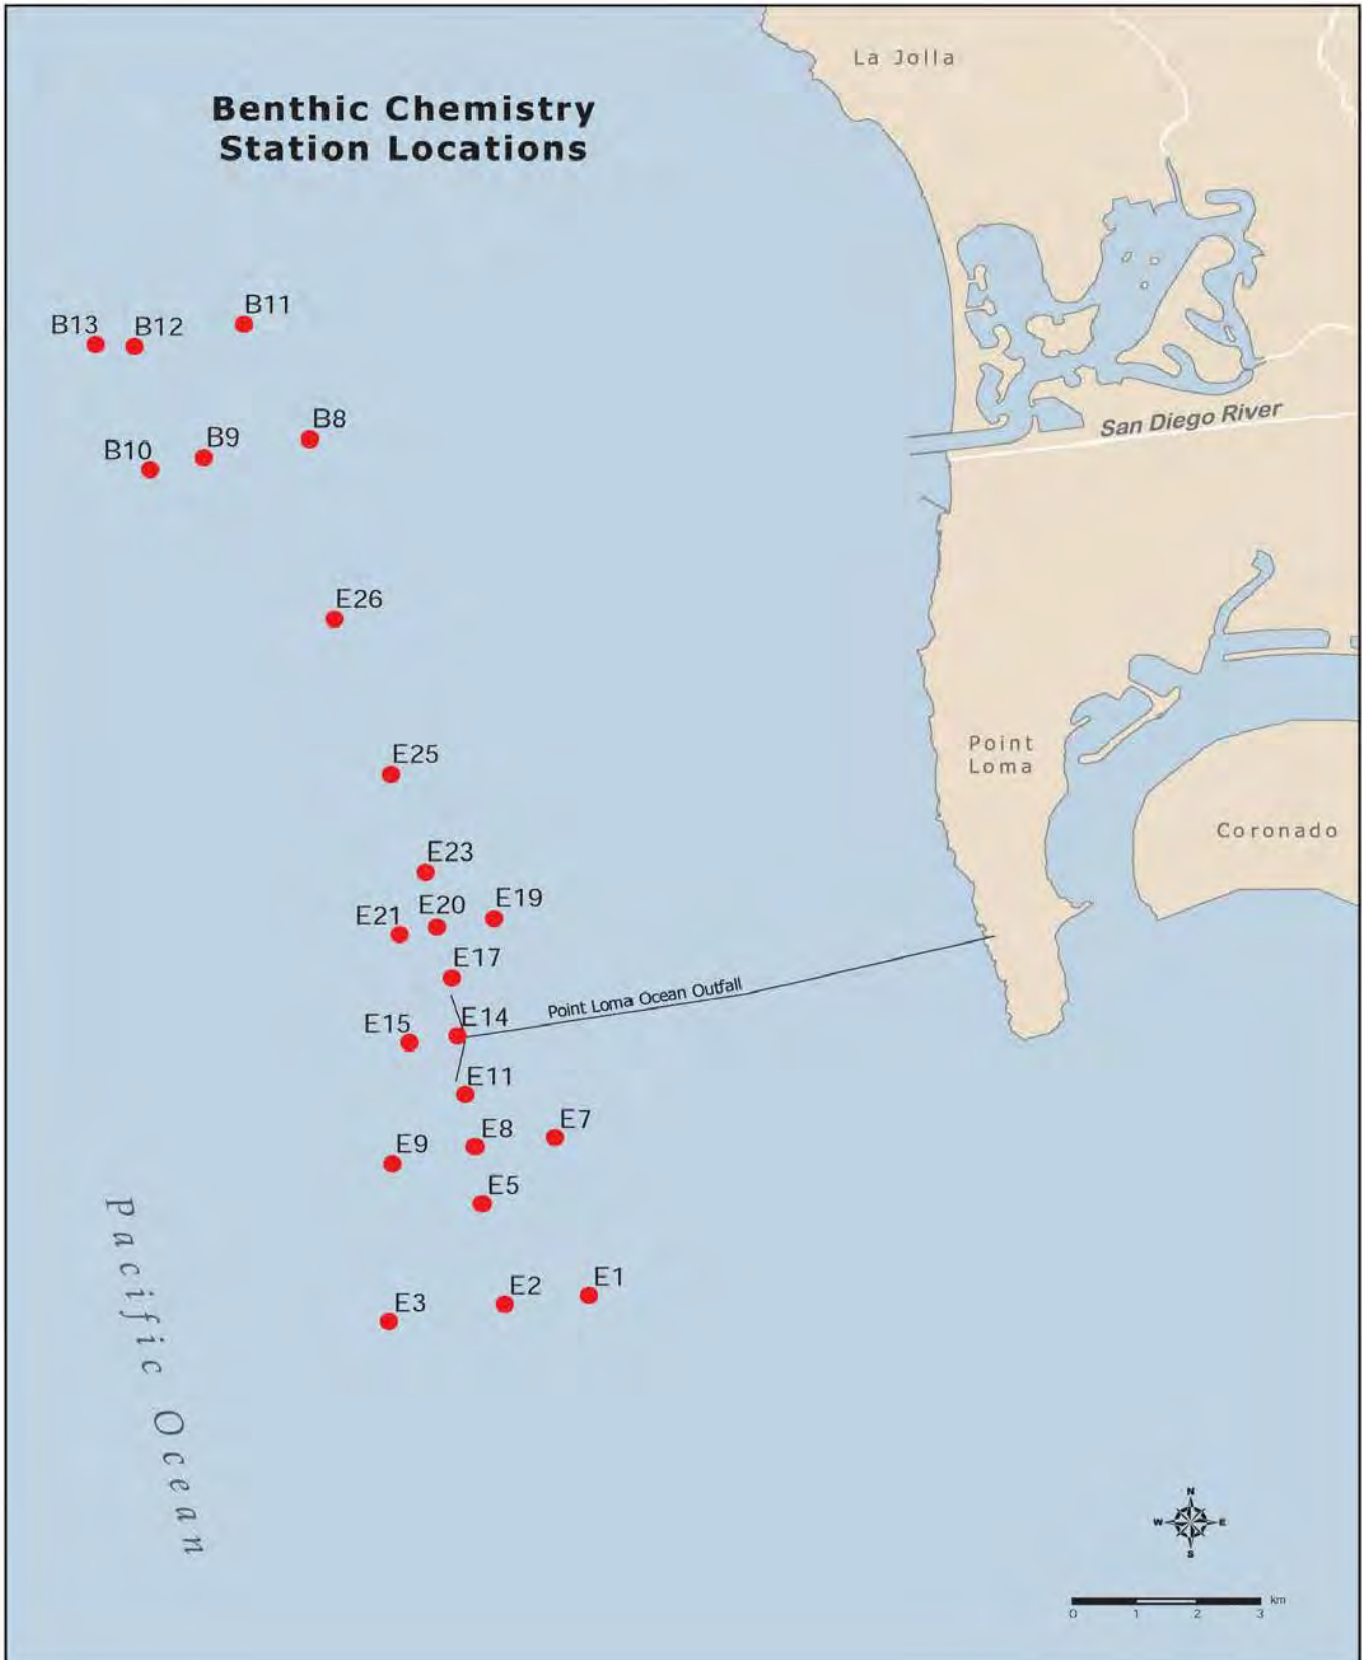 La Jolla
Benthic Chemistry
Station Locations
B11
B13
B12
B8
B9
B10
San Diego River
E26
Point
Loma
E25
Coronado
E23
E19
E20
E21
E17
Point Loma Ocean Outfall
E14
E15
E11
E7
E8
E9
E5
Pacific Ocean
E1
E2
E3
N
W
E
S
km
0
1
2
3